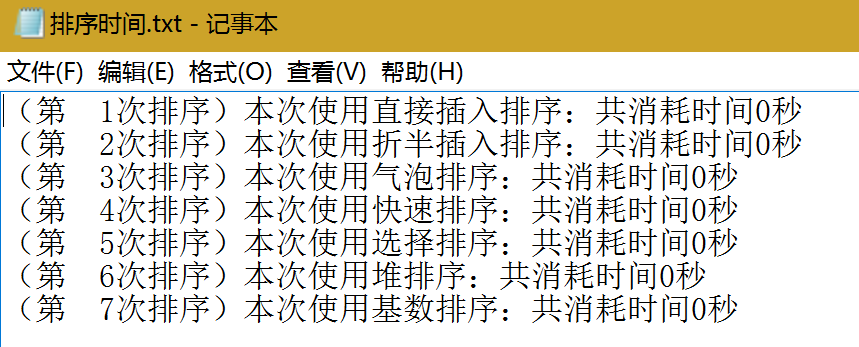 排序时间.txt - 记事本
文件(F) 编辑(E) 格式(O) 查看(V) 帮助(H)
（第  1次排序）本次使用直接插入排序：共消耗时间0秒
（第  2次排序）本次使用折半插入排序：共消耗时间0秒
（第  3次排序）本次使用气泡排序：共消耗时间0秒
（第  4次排序）本次使用快速排序：共消耗时间0秒
（第  5次排序）本次使用选择排序：共消耗时间0秒
（第  6次排序）本次使用堆排序：共消耗时间0秒
（第  7次排序）本次使用基数排序：共消耗时间0秒